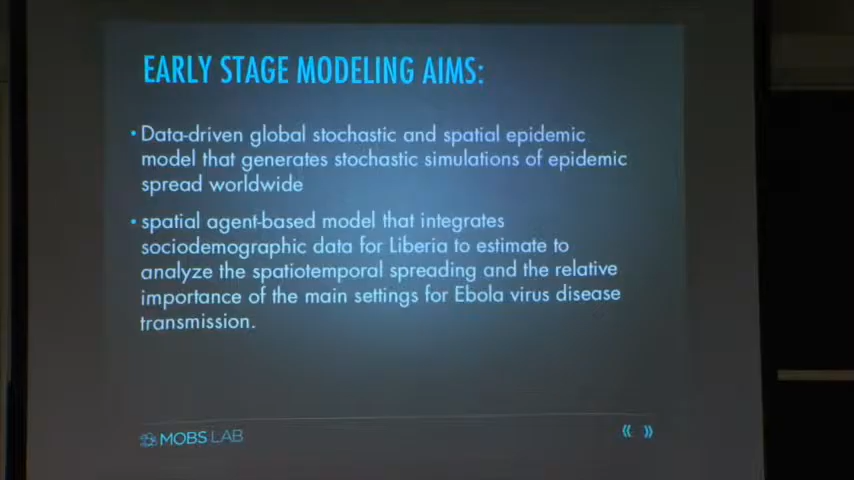 EARLY STAGE MODELING AIMS:
• Data-driven global stochastic and spatial epidemic
model that generates stochastic simulations of epidemic
spread worldwide
• spatial agent-based model that integrates
sociodemographic data for Liberia to estimate to
analyze the spatiotemporal spreading and the relative
importance of the main settings for Ebola virus disease
transmission.
MOBS LAB
« »